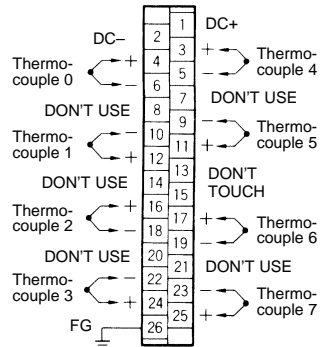 1 DC+
DC– 2
3 +
Thermo-
couple 0
+ 4
– 6
5 –
Thermo-
couple 4
7 DON'T USE
DON'T USE 8
9 –
11 +
Thermo-
couple 5
Thermo-
couple 1
– 10
+ 12
13 DON'T
15 TOUCH
DON'T USE 14
Thermo-
couple 2
+ 16
– 18
17 +
19 –
Thermo-
couple 6
DON'T USE 20
21 DON'T USE
Thermo-
couple 3
– 22
+ 24
23 –
25 +
Thermo-
couple 7
FG 26